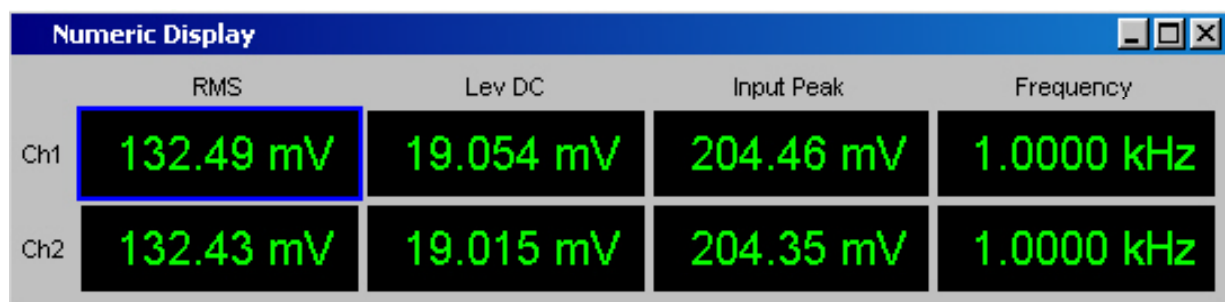 Numeric Display
RMS Lev DC Input Peak Frequency
Ch1 132.49 mV 19.054 mV 204.46 mV 1.0000 kHz
Ch2 132.43 mV 19.015 mV 204.35 mV 1.0000 kHz